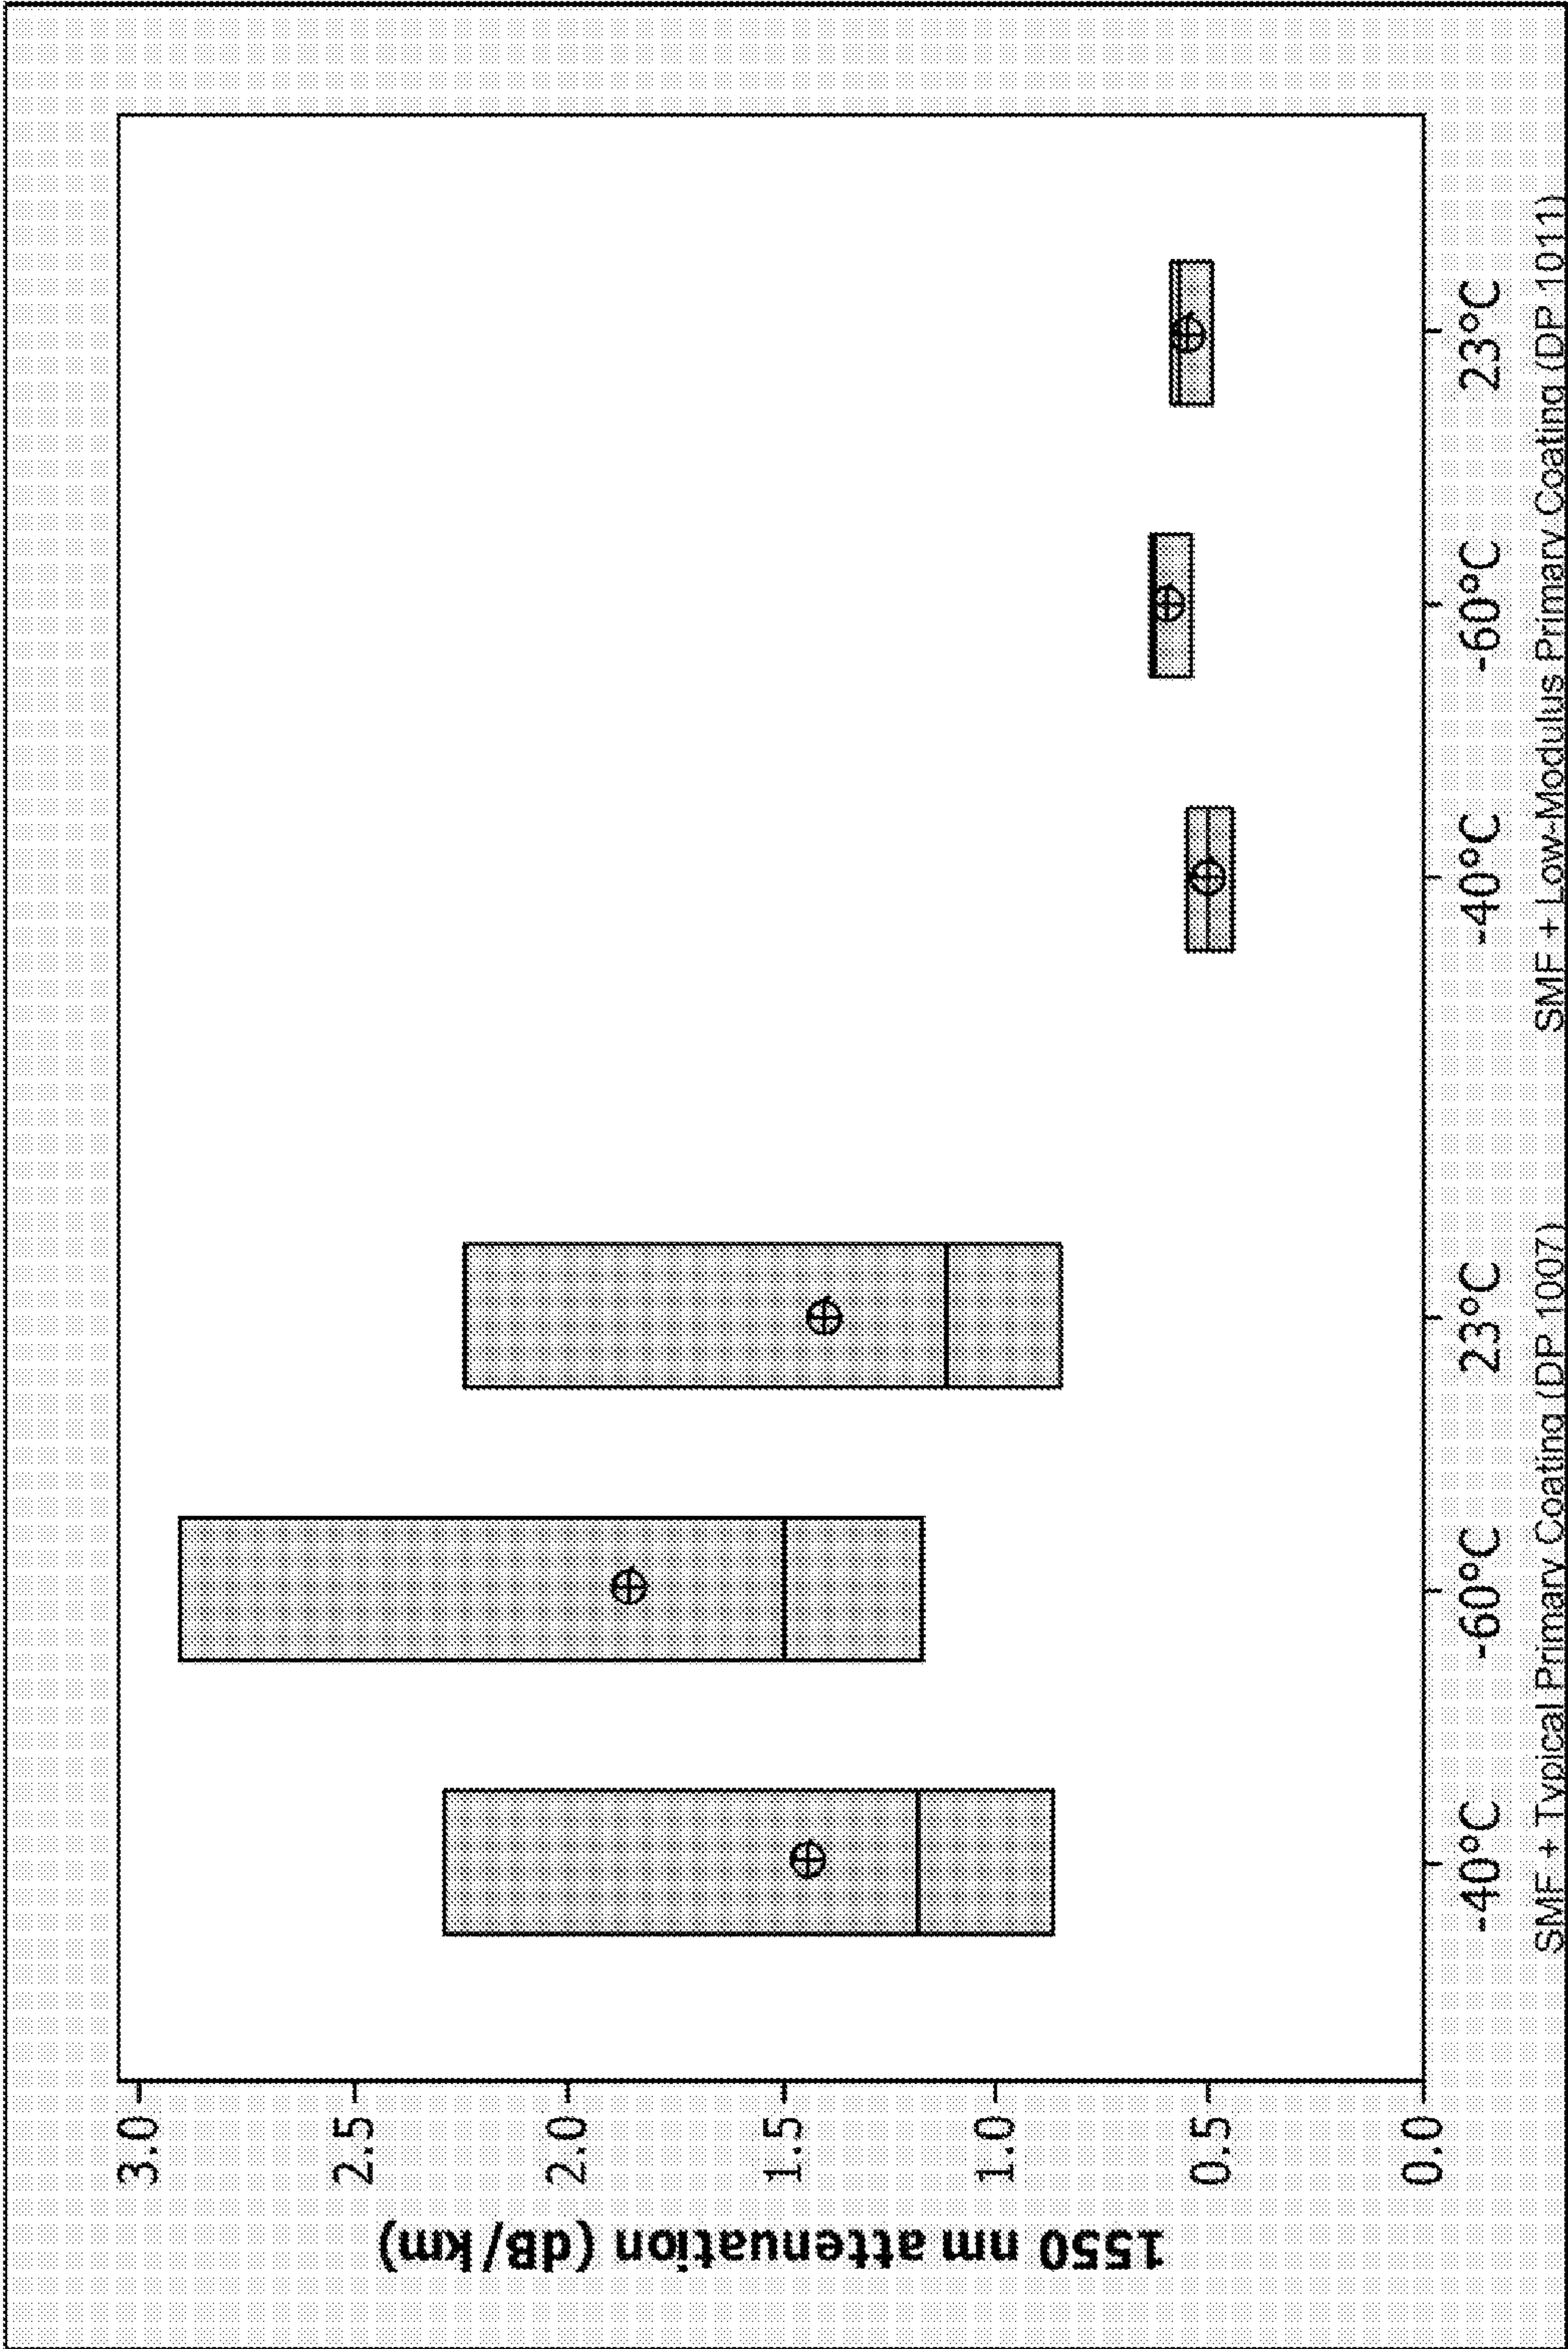 1550 nm attenuation (dB/km)
3.0
2.5
2.0
1.5
1.0
0.5
0.0
-40°C -60°C 23°C -40°C -60°C 23°C
SMF + Typical Primary Coating (DP 1007) SMF + Low-Modulus Primary Coating (DP 1011)